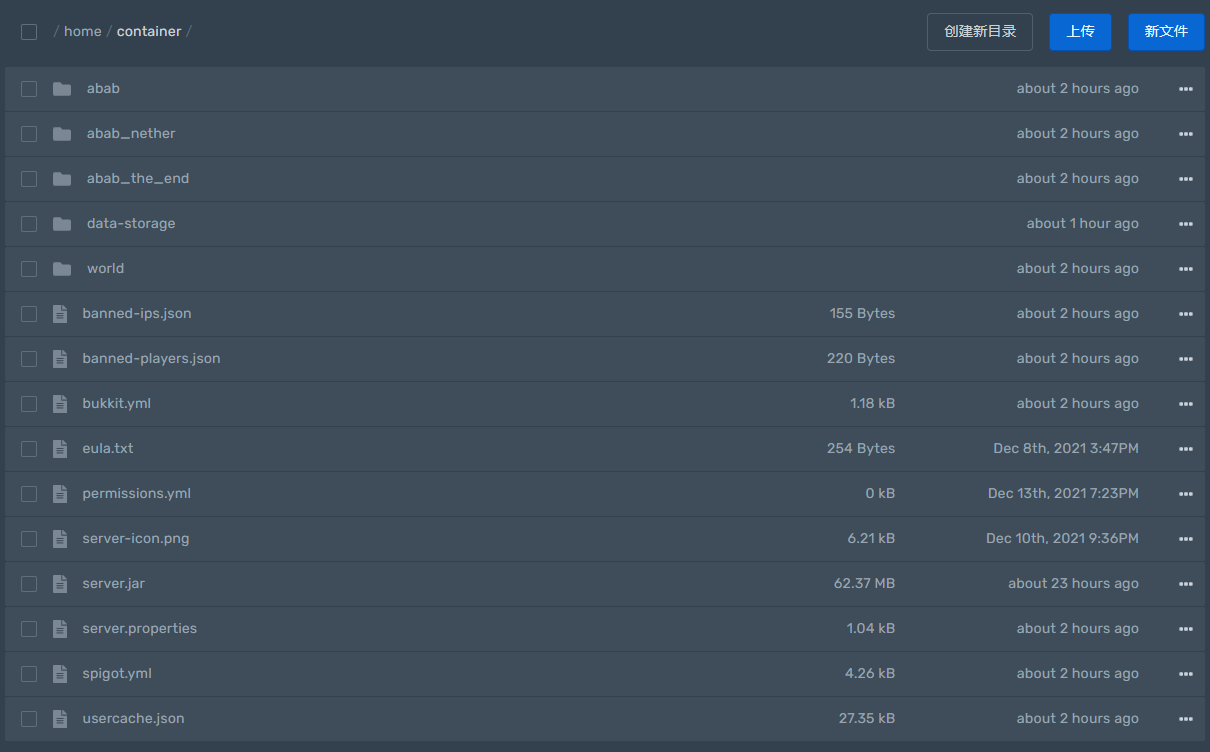 / home / container /
创建新目录
上传
新文件
abab about 2 hours ago
abab_nether about 2 hours ago
abab_the_end about 2 hours ago
data-storage about 1 hour ago
world about 2 hours ago
banned-ips.json 155 Bytes about 2 hours ago
banned-players.json 220 Bytes about 2 hours ago
bukkit.yml 1.18 kB about 2 hours ago
eula.txt 254 Bytes Dec 8th, 2021 3:47PM
permissions.yml 0 kB Dec 13th, 2021 7:23PM
server-icon.png 6.21 kB Dec 10th, 2021 9:36PM
server.jar 62.37 MB about 23 hours ago
server.properties 1.04 kB about 2 hours ago
spigot.yml 4.26 kB about 2 hours ago
usercache.json 27.35 kB about 2 hours ago